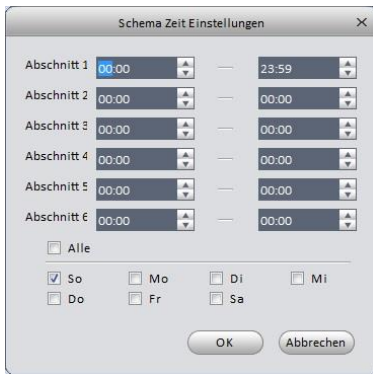 Schema Zeit Einstellungen
Abschnitt 1 00:00 23:59
Abschnitt 2 00:00 00:00
Abschnitt 3 00:00 00:00
Abschnitt 4 00:00 00:00
Abschnitt 5 00:00 00:00
Abschnitt 6 00:00 00:00
Alle
So Mo Di Mi
Do Fr Sa
OK Abbrechen